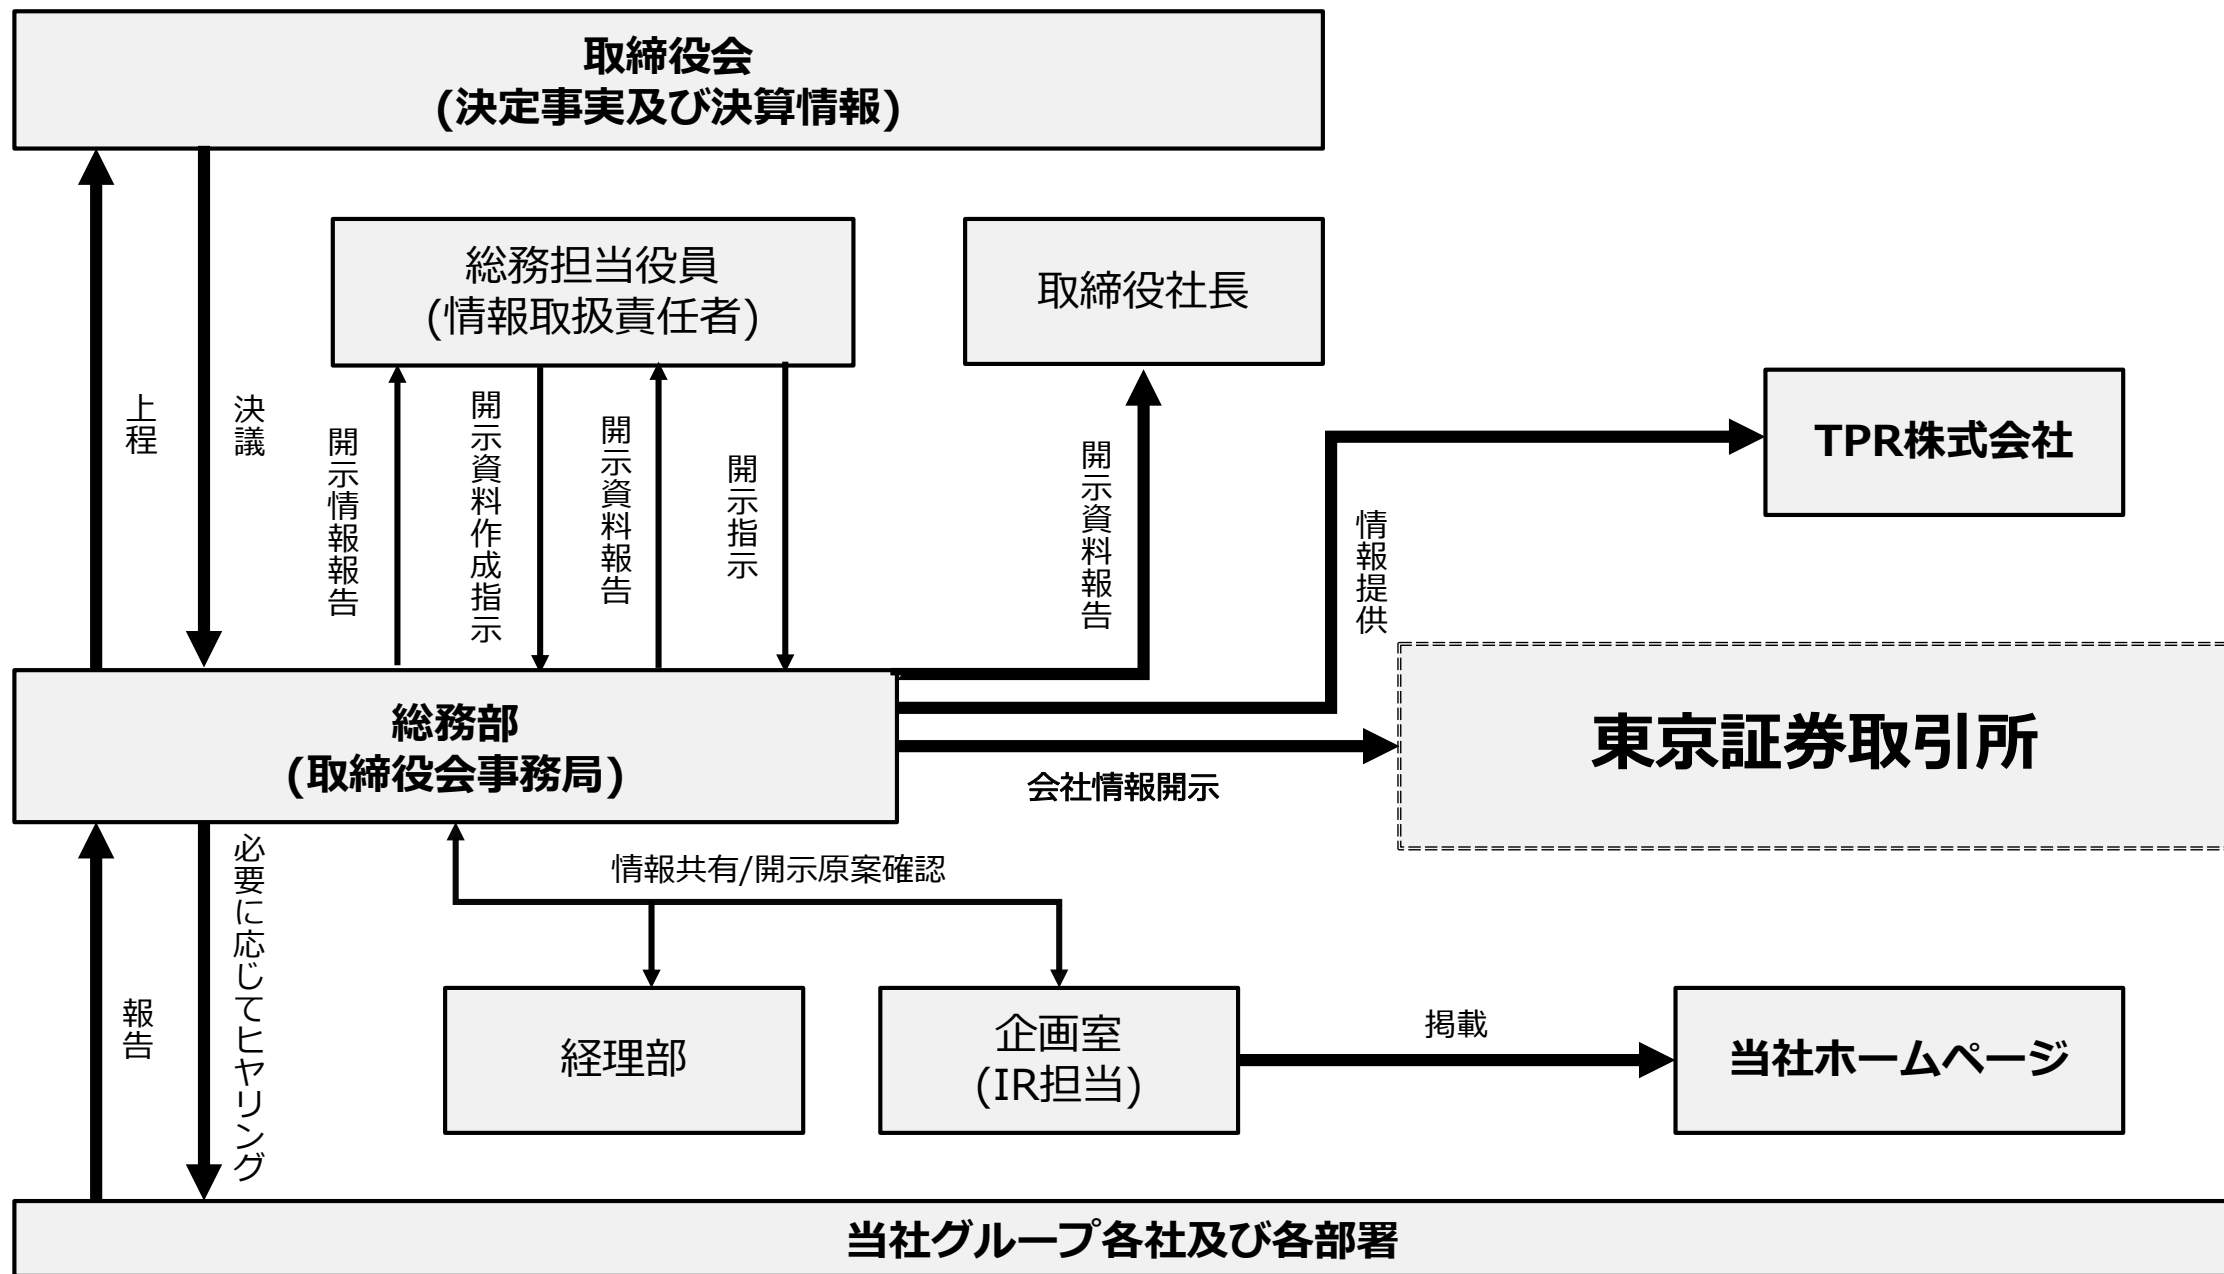 取締役会
(決定事実及び決算情報)
総務担当役員
(情報取扱責任者)
取締役社長
TPR株式会社
上程
決議
開示情報報告
開示資料作成指示
開示資料報告
開示指示
開示資料報告
情報提供
総務部
(取締役会事務局)
東京証券取引所
会社情報開示
情報共有/開示原案確認
必要に応じてヒヤリング
報告
経理部
企画室
(IR担当)
掲載
当社ホームページ
当社グループ各社及び各部署